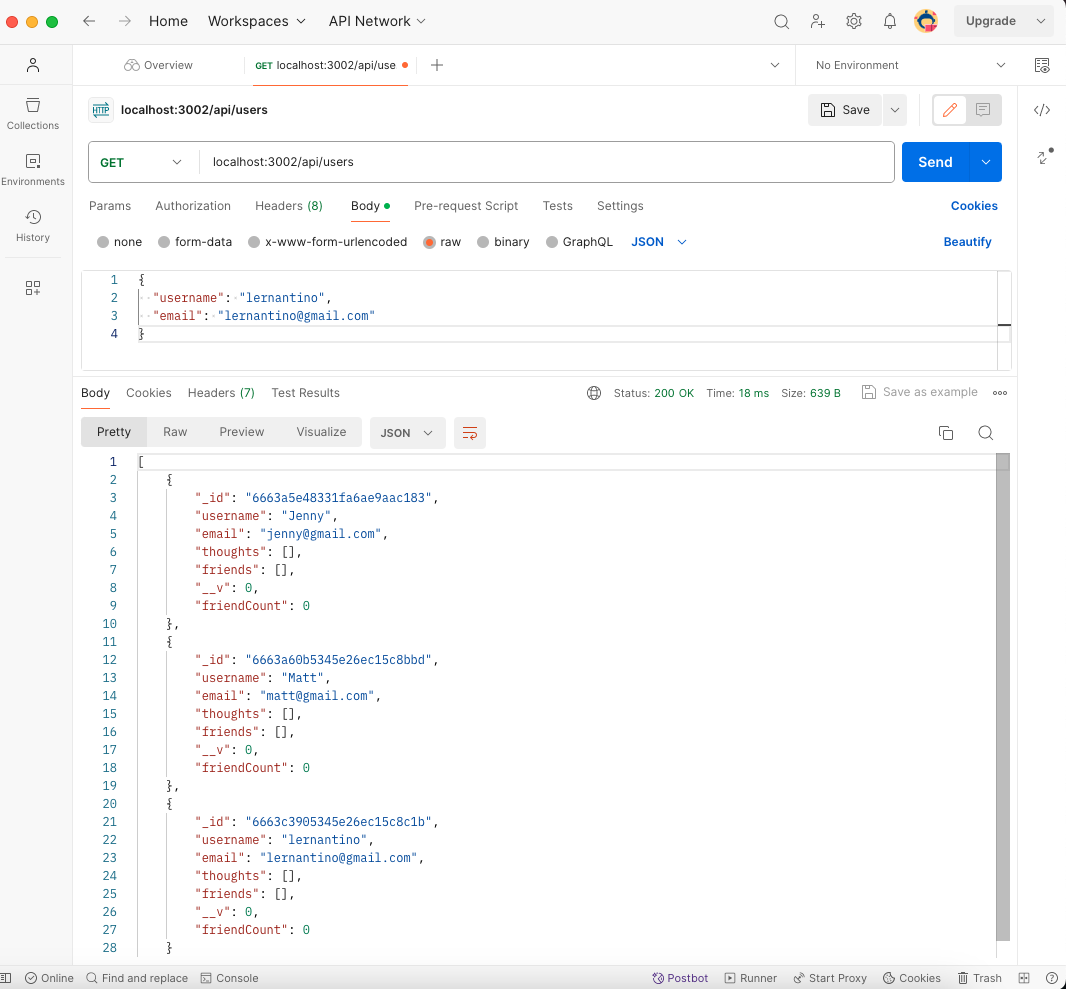 Home Workspaces API Network Upgrade
Overview GET localhost:3002/api/use No Environment
HTTP localhost:3002/api/users Save
Collections
Environments
History
GET localhost:3002/api/users Send
Params Authorization Headers (8) Body Pre-request Script Tests Settings Cookies
none form-data x-www-form-urlencoded raw binary GraphQL JSON Beautify
1 {
2 "username": "lernantino",
3 "email": "lernantino@gmail.com"
4 }
Body Cookies Headers (7) Test Results Status: 200 OK Time: 18 ms Size: 639 B Save as example
Pretty Raw Preview Visualize JSON
1 [
2 {
3 "_id": "6663a5e48331fa6ae9aac183",
4 "username": "Jenny",
5 "email": "jenny@gmail.com",
6 "thoughts": [],
7 "friends": [],
8 "__v": 0,
9 "friendCount": 0
10 },
11 {
12 "_id": "6663a60b5345e26ec15c8bbd",
13 "username": "Matt",
14 "email": "matt@gmail.com",
15 "thoughts": [],
16 "friends": [],
17 "__v": 0,
18 "friendCount": 0
19 },
20 {
21 "_id": "6663c3905345e26ec15c8c1b",
22 "username": "lernantino",
23 "email": "lernantino@gmail.com",
24 "thoughts": [],
25 "friends": [],
26 "__v": 0,
27 "friendCount": 0
28 }
Online Find and replace Console Postbot Runner Start Proxy Cookies Trash